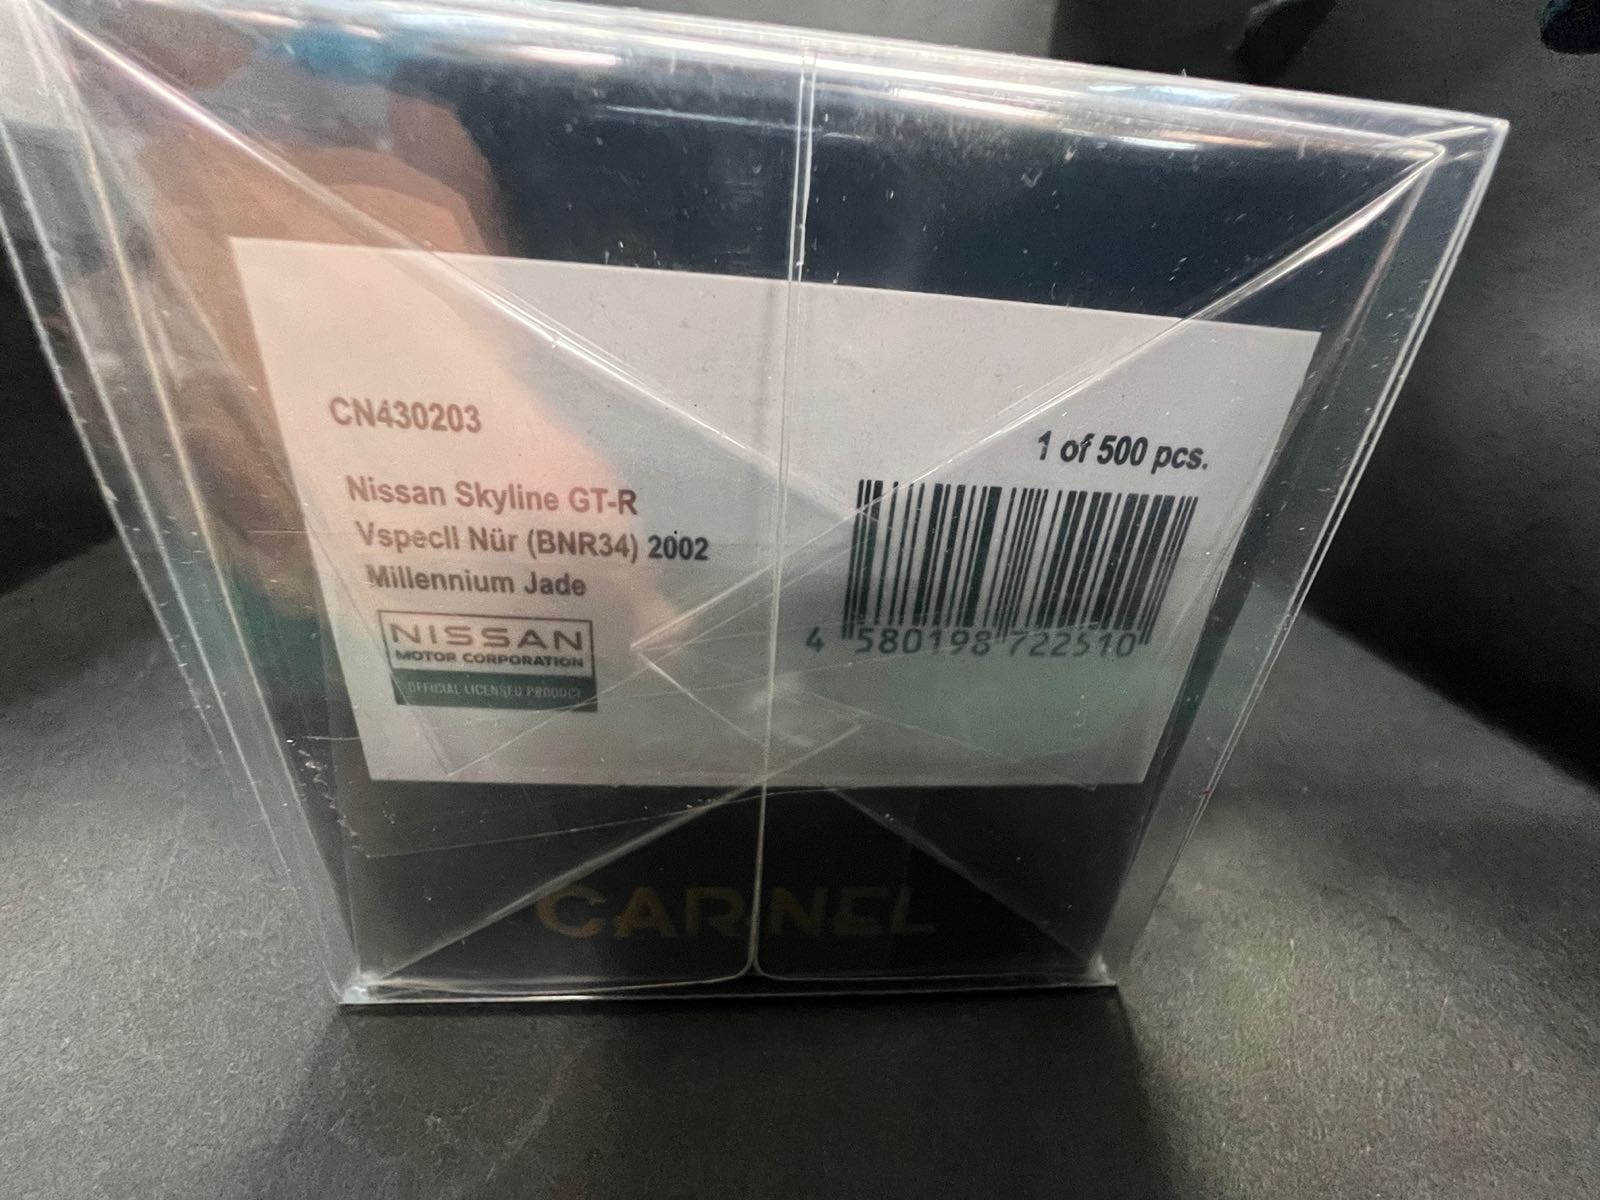 CN430203
1 of 500 pcs.
Nissan Skyline GT-R
VspecII Nür (BNR34) 2002
Millennium Jade
NISSAN
MOTOR CORPORATION
OFFICIAL LICENSED PRODUCT
4 580198 722510
CARNEL